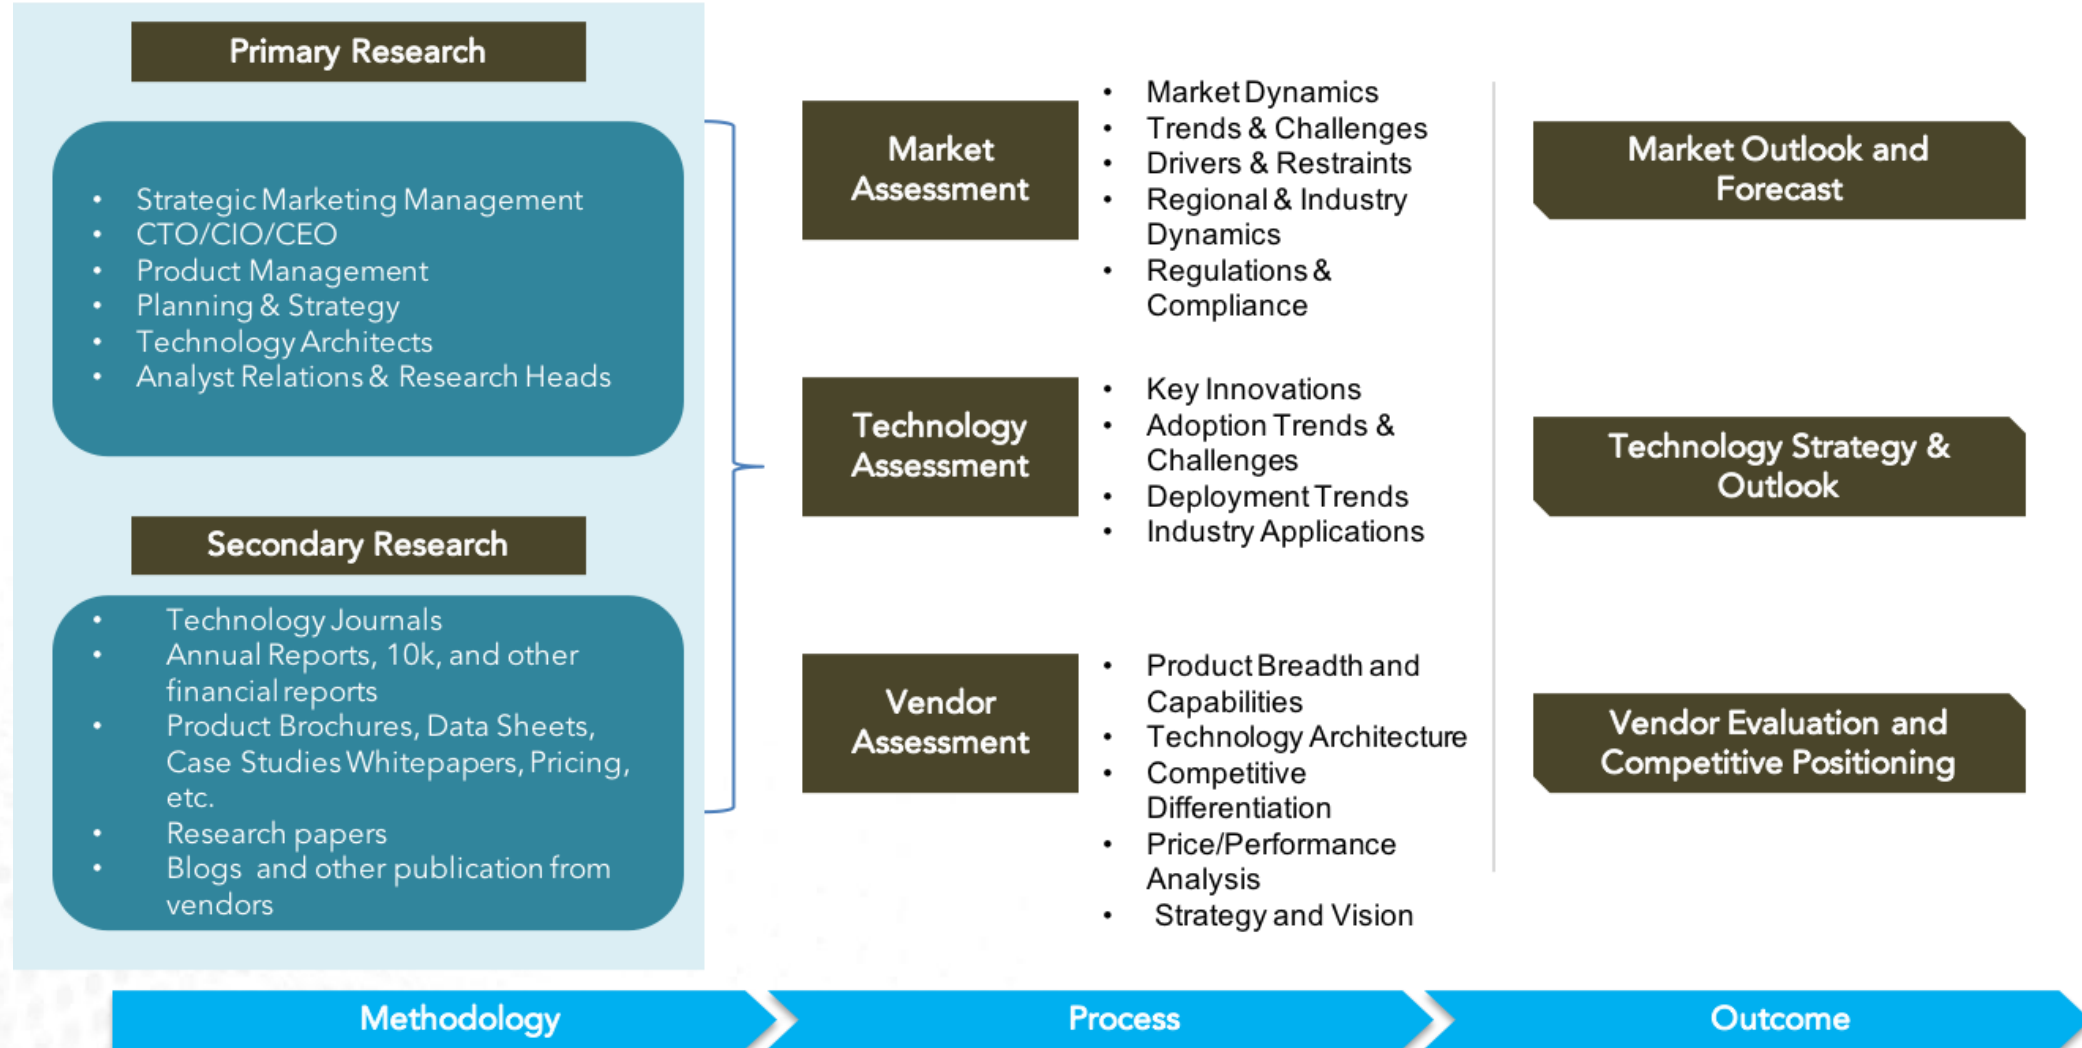 Primary Research
Strategic Marketing Management
CTO/CIO/CEO
Product Management
Planning & Strategy
Technology Architects
Analyst Relations & Research Heads
Secondary Research
Technology Journals
Annual Reports, 10k, and other
financial reports
Product Brochures, Data Sheets,
Case Studies Whitepapers, Pricing,
etc.
Research papers
Blogs and other publication from
vendors
Market
Assessment
Market Dynamics
Trends & Challenges
Drivers & Restraints
Regional & Industry
Dynamics
Regulations &
Compliance
Technology
Assessment
Key Innovations
Adoption Trends &
Challenges
Deployment Trends
Industry Applications
Vendor
Assessment
Product Breadth and
Capabilities
Technology Architecture
Competitive
Differentiation
Price/Performance
Analysis
Strategy and Vision
Market Outlook and
Forecast
Technology Strategy &
Outlook
Vendor Evaluation and
Competitive Positioning
Methodology
Process
Outcome